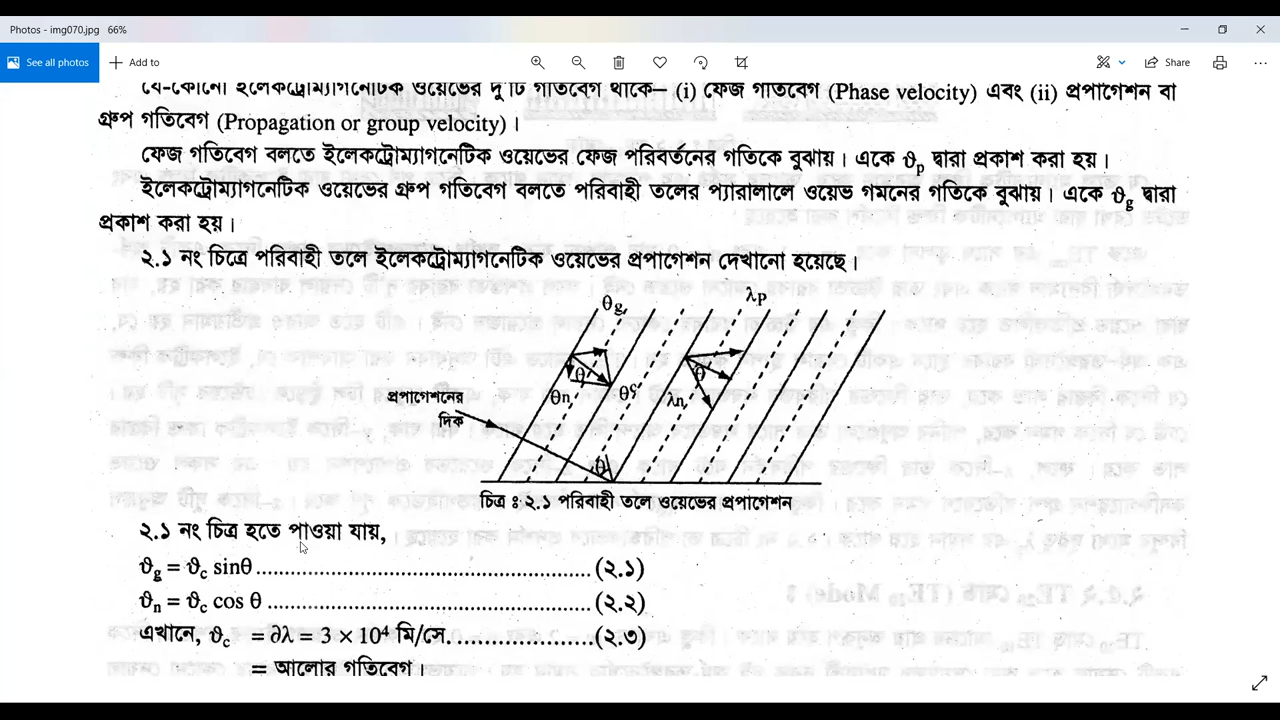 Photos - img070.jpg 66%
See all photos
Add to
Share
যে-কোনো ইলেকট্রোম্যাগনেটিক ওয়েভের দু'টি গতিবেগ থাকে— (i) ফেজ গতিবেগ (Phase velocity) এবং (ii) প্রপাগেশন বা
গ্রুপ গতিবেগ (Propagation or group velocity) ।
ফেজ গতিবেগ বলতে ইলেকট্রোম্যাগনেটিক ওয়েভের ফেজ পরিবর্তনের গতিকে বুঝায়। একে ϑp দ্বারা প্রকাশ করা হয়।
ইলেকট্রোম্যাগনেটিক ওয়েভের গ্রুপ গতিবেগ বলতে পরিবাহী তলের প্যারালালে ওয়েভ গমনের গতিকে বুঝায়। একে ϑg দ্বারা
প্রকাশ করা হয়।
২.১ নং চিত্রে পরিবাহী তলে ইলেকট্রোম্যাগনেটিক ওয়েভের প্রপাগেশন দেখানো হয়েছে।
θg
λp
θ
θ
θn
θc
λn
প্রপাগেশনের
দিক
θ
চিত্র ঃ ২.১ পরিবাহী তলে ওয়েভের প্রপাগেশন
২.১ নং চিত্র হতে পাওয়া যায়,
ϑg = ϑc sinθ ........................................................... (২.১)
ϑn = ϑc cos θ ......................................................... (২.২)
এখানে, ϑc = ∂λ = 3 × 10⁴ মি/সে. ......................... (২.৩)
= আলোর গতিবেগ।